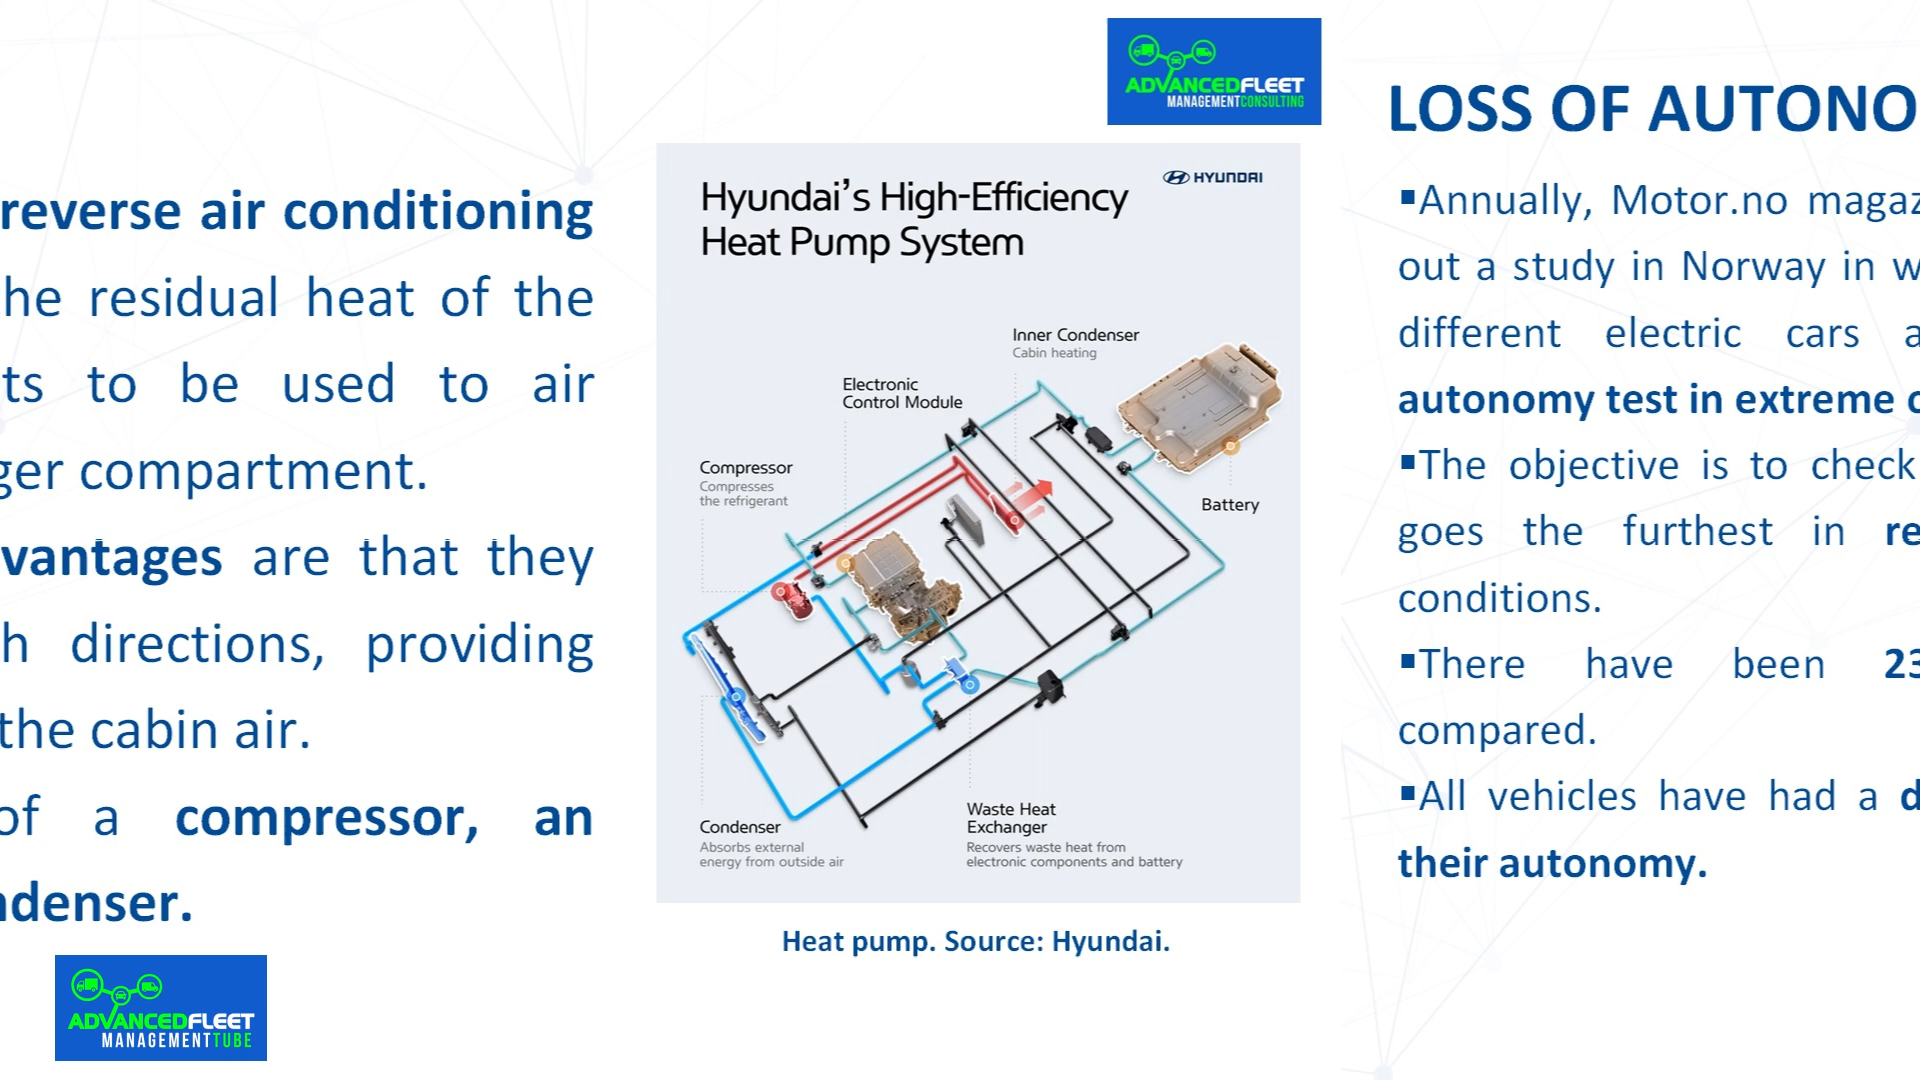 reverse air conditioning
he residual heat of the
ts to be used to air
ger compartment.
vantages are that they
h directions, providing
the cabin air.
of a compressor, an
ndenser.
ADVANCEDFLEET
MANAGEMENTTUBE
ADVANCEDFLEET
MANAGEMENTCONSULTING
HYUNDAI
Hyundai's High-Efficiency
Heat Pump System
Inner Condenser
Cabin heating
Electronic
Control Module
Compressor
Compresses
the refrigerant
Battery
Condenser
Absorbs external
energy from outside air
Waste Heat
Exchanger
Recovers waste heat from
electronic components and battery
Heat pump. Source: Hyundai.
LOSS OF AUTONO
▪Annually, Motor.no magaz
out a study in Norway in w
different electric cars a
autonomy test in extreme c
▪The objective is to check
goes the furthest in re
conditions.
▪There have been 23
compared.
▪All vehicles have had a d
their autonomy.